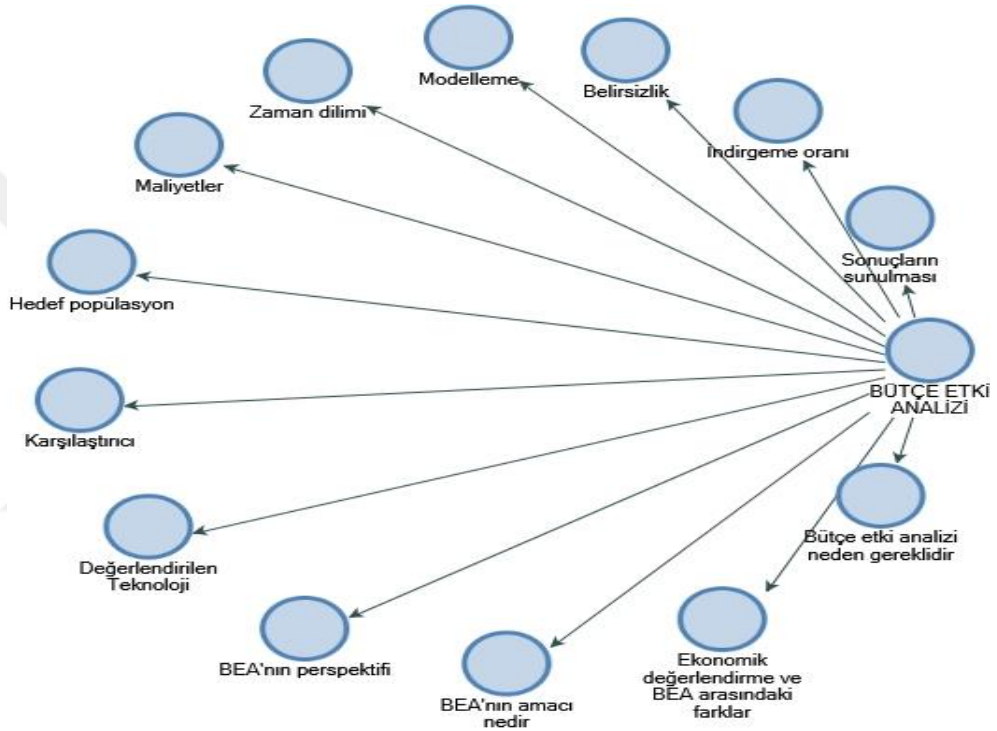 Modelleme
Belirsizlik
Zaman dilimi
İndirgeme oranı
Maliyetler
Sonuçların
sunulması
Hedef popülasyon
BÜTÇE ETKİ
ANALİZİ
Karşılaştırıcı
Bütçe etki analizi
neden gereklidir
Değerlendirilen
Teknoloji
BEA'nın perspektifi
Ekonomik
değerlendirme ve
BEA arasındaki
farklar
BEA'nın amacı
nedir